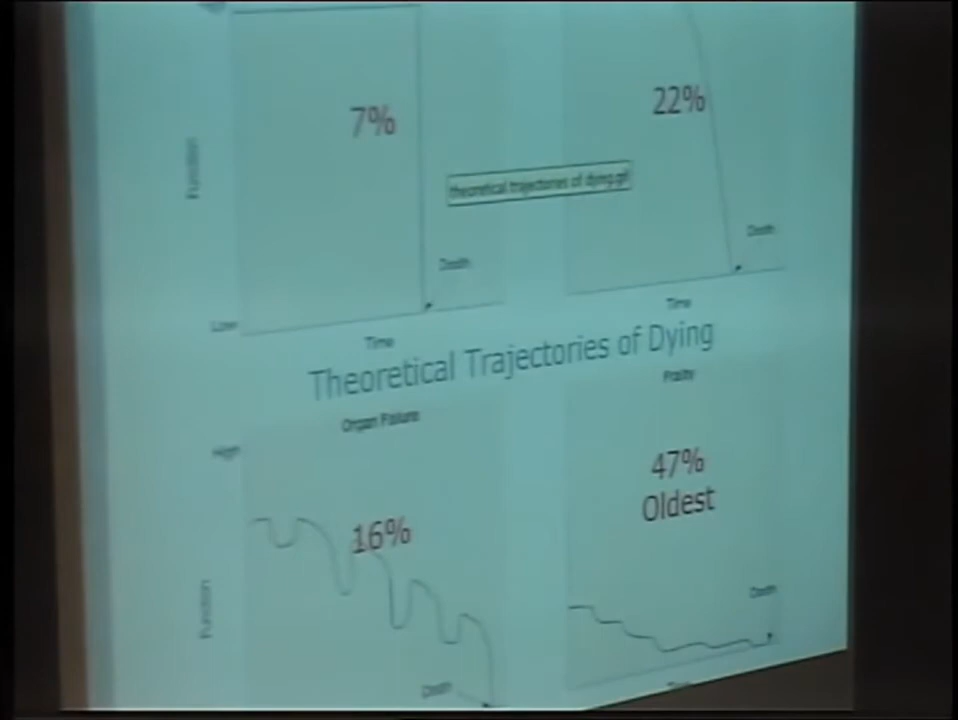 7%
22%
Function
theoretical trajectories of dying.gif
Death
Death
Low
Time
Time
Theoretical Trajectories of Dying
Organ Failure
Frailty
High
16%
47%
Oldest
Function
Death
Death